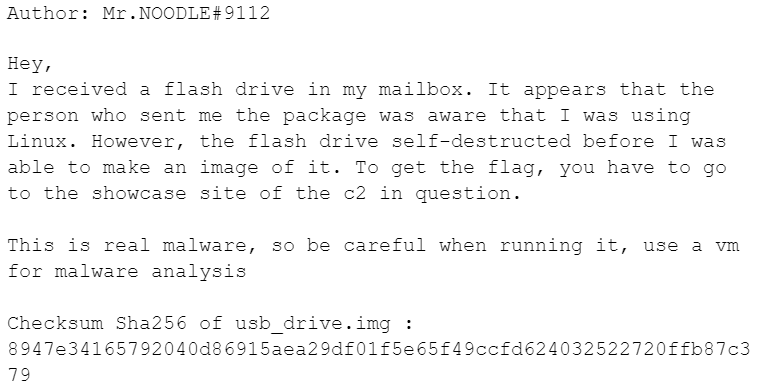 Author: Mr.NOODLE#9112
Hey,
I received a flash drive in my mailbox. It appears that the
person who sent me the package was aware that I was using
Linux. However, the flash drive self-destructed before I was
able to make an image of it. To get the flag, you have to go
to the showcase site of the c2 in question.
This is real malware, so be careful when running it, use a vm
for malware analysis
Checksum Sha256 of usb_drive.img :
8947e34165792040d86915aea29df01f5e65f49ccfd624032522720ffb87c3
79